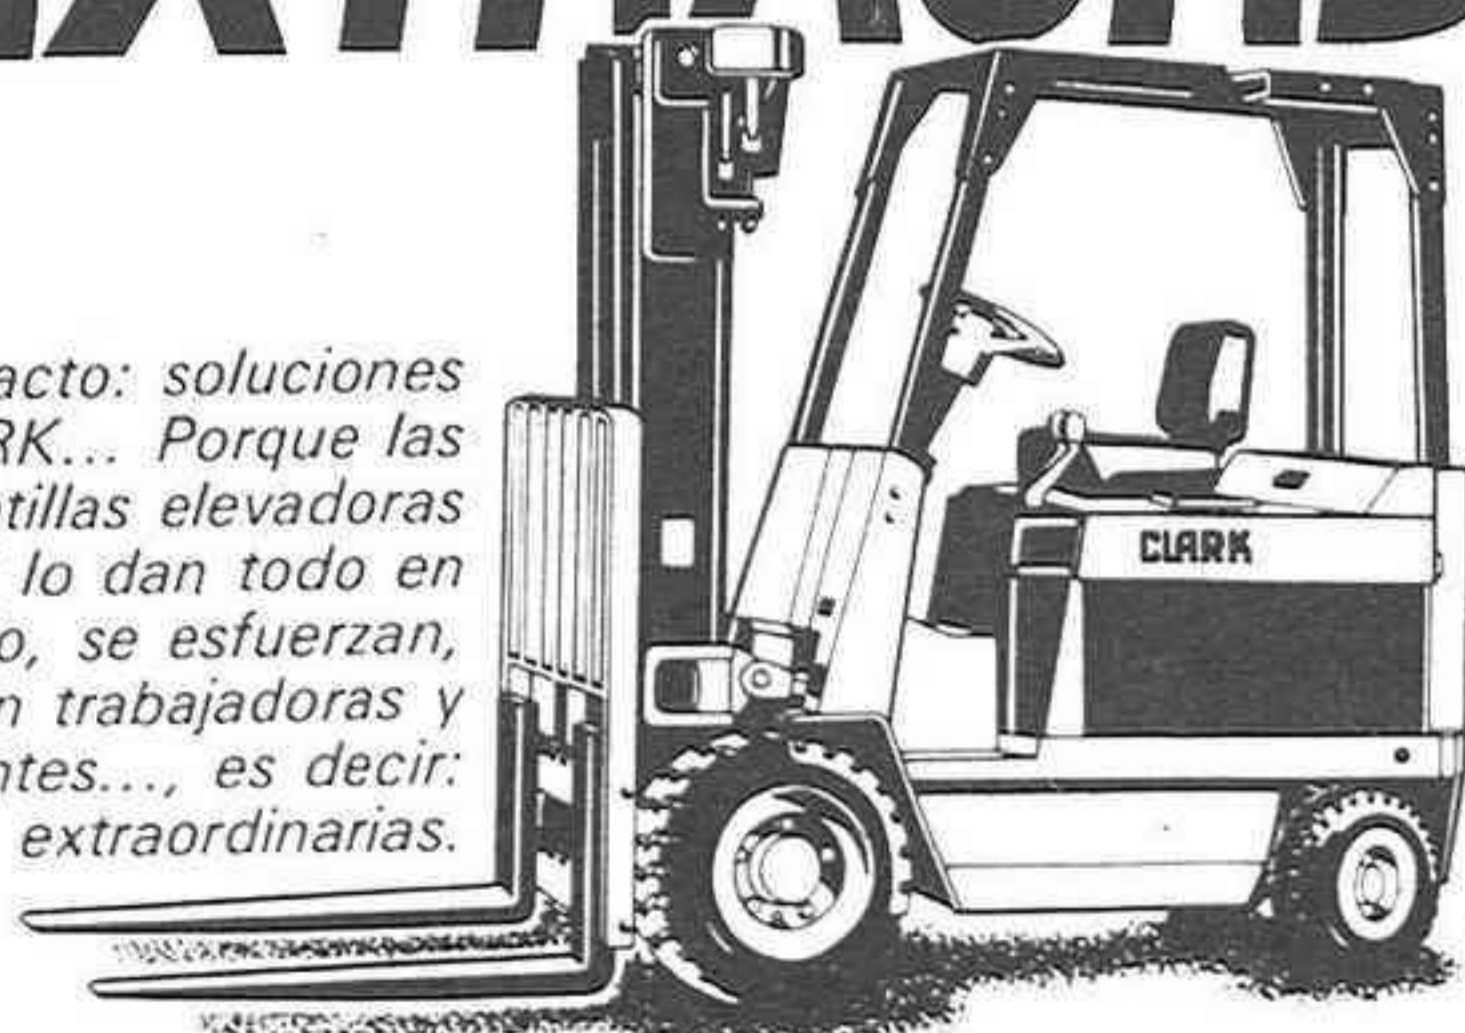 acto: soluciones
RK... Porque las
tillas elevadoras
lo dan todo en
o, se esfuerzan,
n trabajadoras y
ntes..., es decir:
extraordinarias.
CLARK